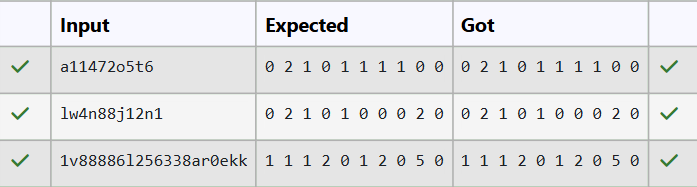 Input Expected Got
a11472o5t6 0 2 1 0 1 1 1 1 0 0 0 2 1 0 1 1 1 1 0 0
lw4n88j12n1 0 2 1 0 1 0 0 0 2 0 0 2 1 0 1 0 0 0 2 0
1v88886l256338ar0ekk 1 1 1 2 0 1 2 0 5 0 1 1 1 2 0 1 2 0 5 0